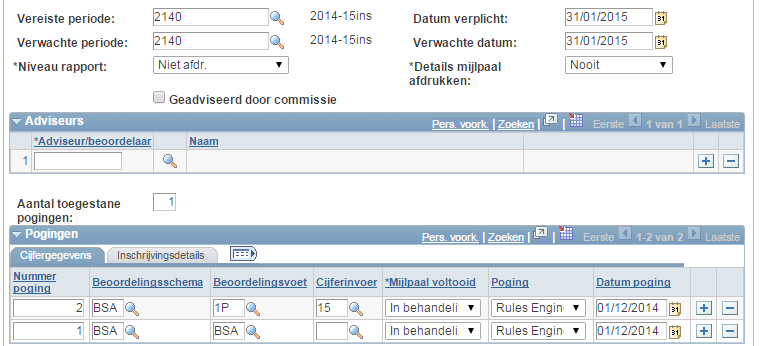 Vereiste periode: 2140 2014-15ins Datum verplicht: 31/01/2015
Verwachte periode: 2140 2014-15ins Verwachte datum: 31/01/2015
*Niveau rapport: Niet afdr. *Details mijlpaal afdrukken: Nooit
Geadviseerd door commissie
Adviseurs Pers. voork. | Zoeken | | Eerste 1 van 1 Laatste
*Adviseur/beoordelaar Naam
1
Aantal toegestane pogingen: 1
Pogingen Pers. voork. | Zoeken | | Eerste 1-2 van 2 Laatste
Cijfergegevens Inschrijvingsdetails
Nummer poging Beoordelingsschema Beoordelingsvoet Cijferinvoer *Mijlpaal voltooid Poging Datum poging
2 BSA 1P 15 In behandeli Rules Engin 01/12/2014
1 BSA BSA In behandeli Rules Engin 01/12/2014